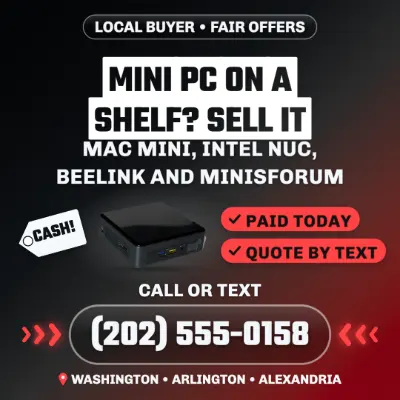 LOCAL BUYER • FAIR OFFERS
MINI PC ON A
SHELF? SELL IT
MAC MINI, INTEL NUC,
BEELINK AND MINISFORUM
CASH!
PAID TODAY
QUOTE BY TEXT
CALL OR TEXT
(202) 555-0158
WASHINGTON • ARLINGTON • ALEXANDRIA